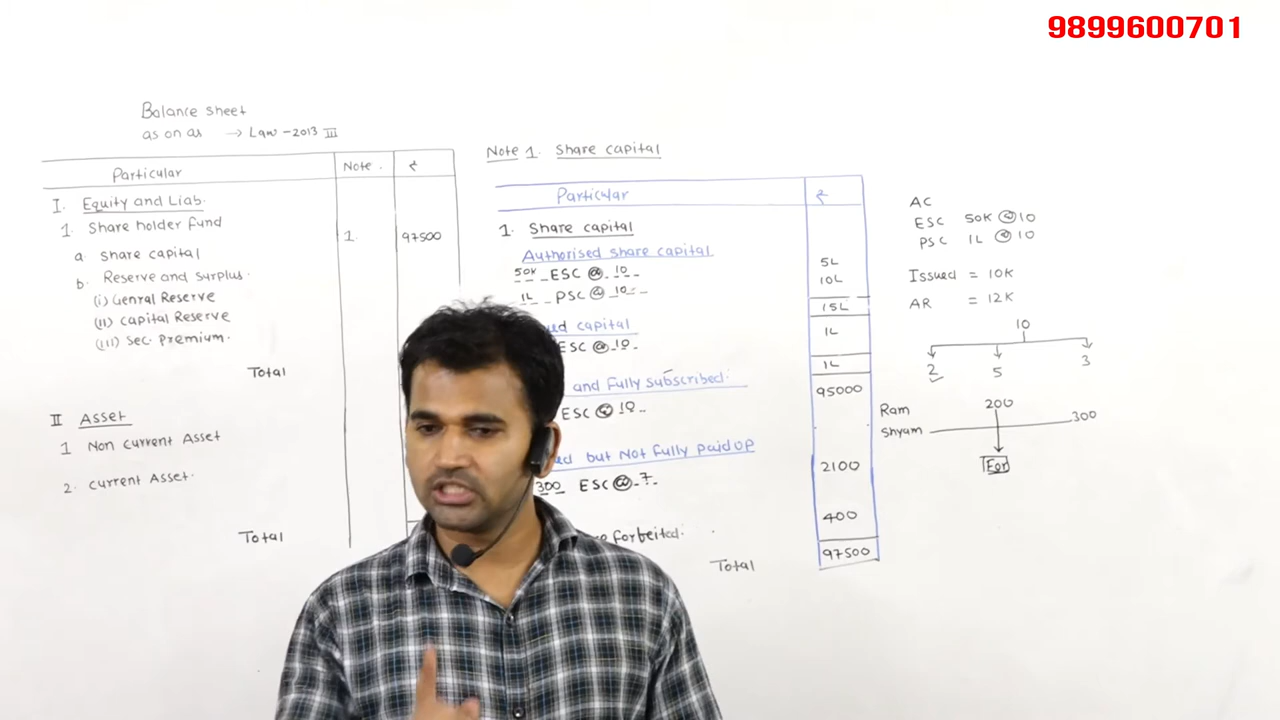 9899600701
Balance sheet
as on as → Law -2013 III
Particular Note. ₹
I. Equity and Liab.
1. Share holder fund
a. share capital 1. 97500
b. Reserve and surplus.
(i) Genral Reserve
(ii) Capital Reserve
(iii) Sec. Premium.
Total
II Asset
1 Non current Asset
2. current Asset.
Total
Note 1. Share capital
Particular ₹
1. Share capital
Authorised share capital
50K ESC @ 10 5L
1L PSC @ 10 10L
15L
capital
ESC @ 10 1L
1L
and Fully subscribed.
ESC @ 10 95000
but Not Fully paid up
300 ESC @ 7 2100
forbeited. 400
Total 97500
AC
ESC 50K @ 10
PSC 1L @ 10
Issued = 10K
AR = 12K
10
2 5 3
Ram 200
Shyam 300
For